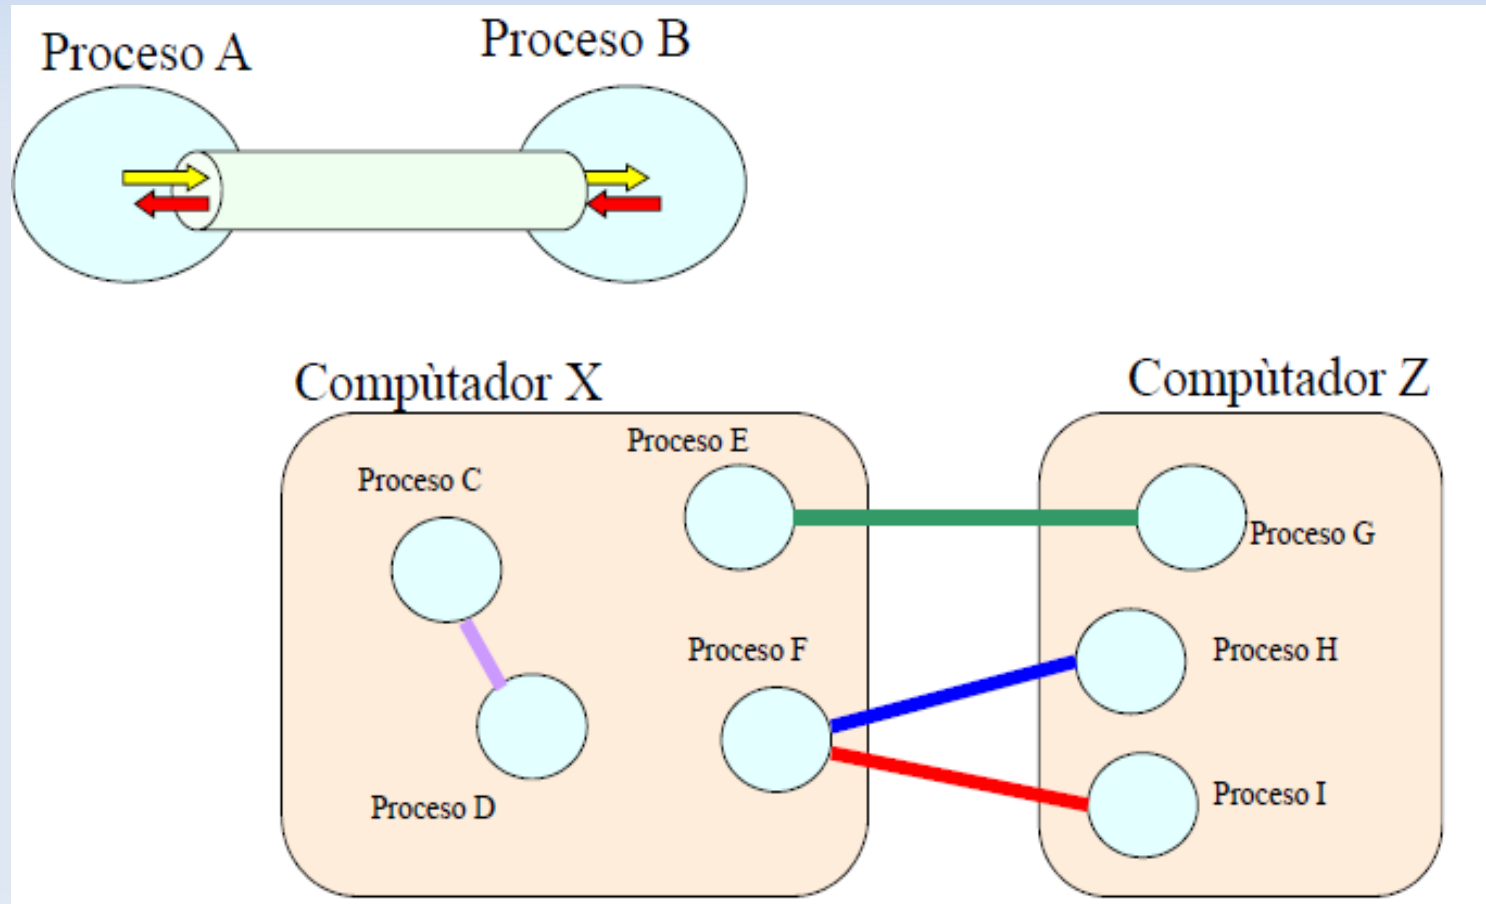 Proceso A
Proceso B
Compùtador X
Compùtador Z
Proceso E
Proceso C
Proceso G
Proceso F
Proceso H
Proceso D
Proceso I